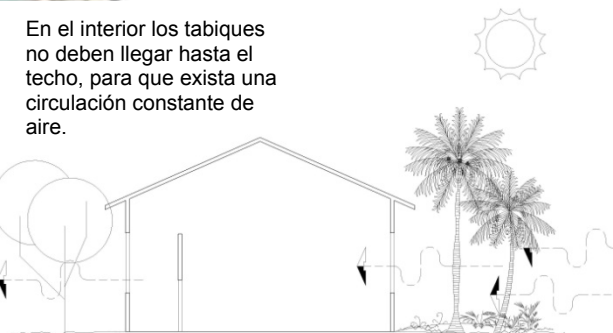 En el interior los tabiques
no deben llegar hasta el
techo, para que exista una
circulación constante de
aire.